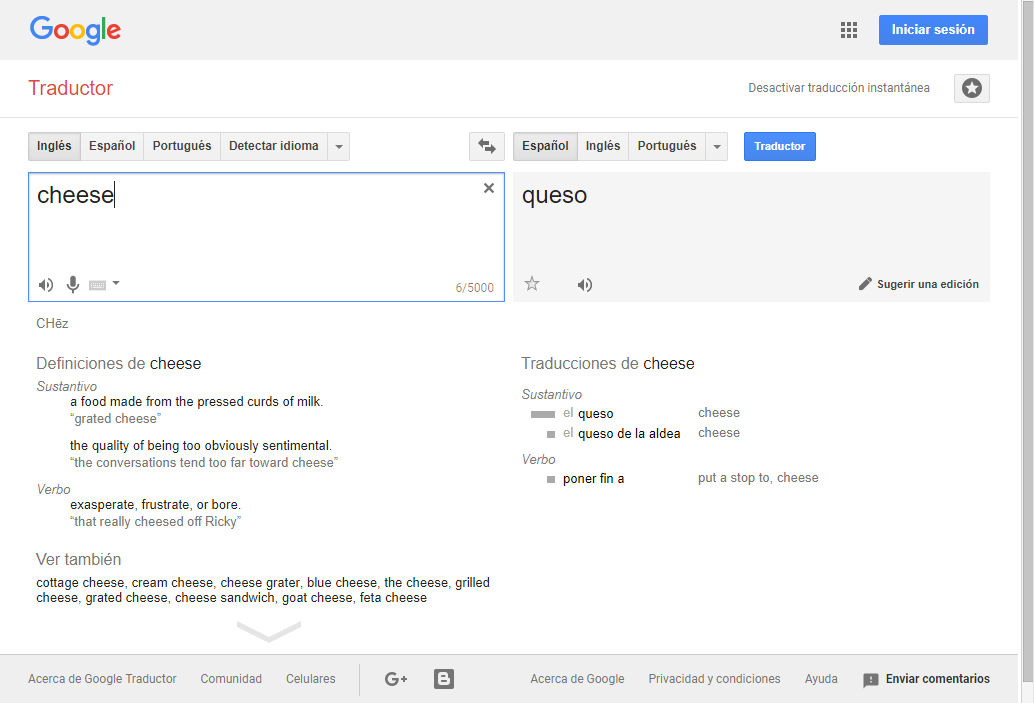 Google
Iniciar sesión
Traductor
Desactivar traducción instantánea
Inglés Español Portugués Detectar idioma
Español Inglés Portugués Traductor
cheese
6/5000
queso
Sugerir una edición
CHēz
Definiciones de cheese
Sustantivo
a food made from the pressed curds of milk.
“grated cheese”
the quality of being too obviously sentimental.
“the conversations tend too far toward cheese”
Verbo
exasperate, frustrate, or bore.
“that really cheesed off Ricky”
Ver también
cottage cheese, cream cheese, cheese grater, blue cheese, the cheese, grilled
cheese, grated cheese, cheese sandwich, goat cheese, feta cheese
Traducciones de cheese
Sustantivo
el queso cheese
el queso de la aldea cheese
Verbo
poner fin a put a stop to, cheese
Acerca de Google Traductor Comunidad Celulares G+ B Acerca de Google Privacidad y condiciones Ayuda Enviar comentarios